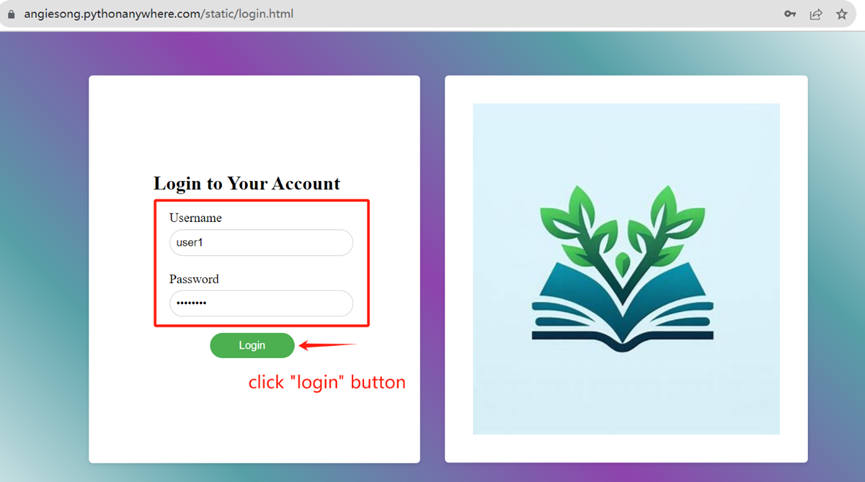 angiesong.pythonanywhere.com/static/login.html
Login to Your Account
Username
user1
Password
••••••••
Login
click "login" button